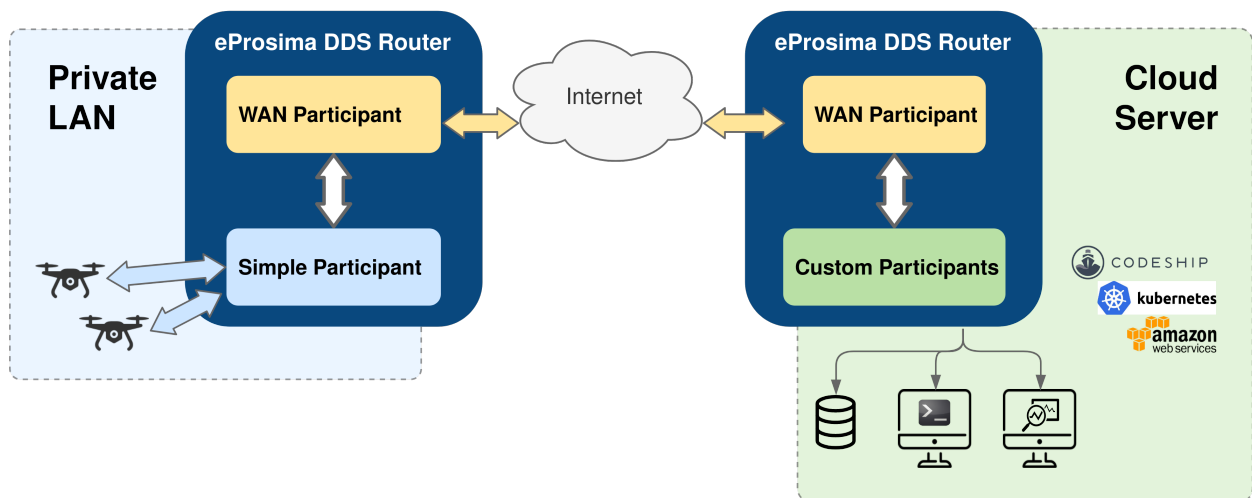 eProsima DDS Router
Private
LAN
WAN Participant
Simple Participant
Internet
eProsima DDS Router
WAN Participant
Custom Participants
Cloud
Server
CODESHIP
kubernetes
amazon
web services